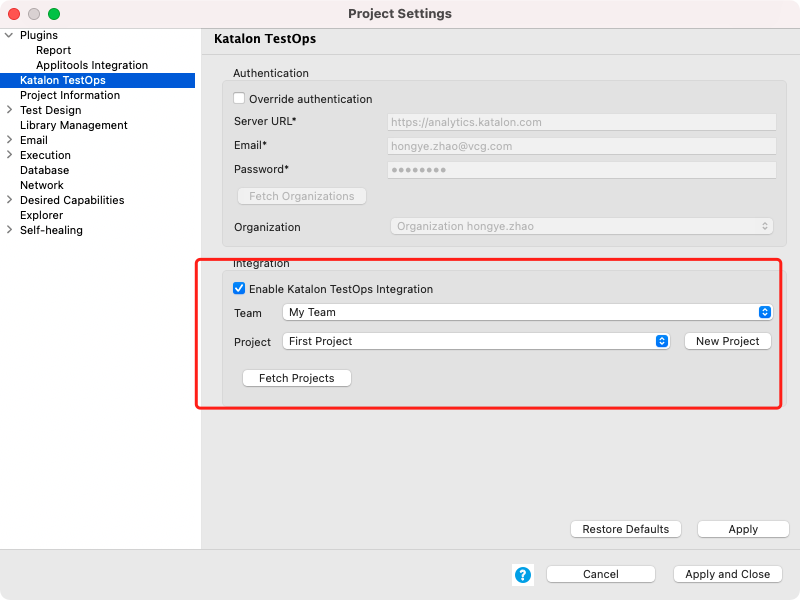 Project Settings
Plugins
Report
Applitools Integration
Katalon TestOps
Project Information
Test Design
Library Management
Email
Execution
Database
Network
Desired Capabilities
Explorer
Self-healing
Katalon TestOps
Authentication
Override authentication
Server URL* https://analytics.katalon.com
Email* hongye.zhao@vcg.com
Password* ●●●●●●●●
Fetch Organizations
Organization Organization hongye.zhao
Integration
Enable Katalon TestOps Integration
Team My Team
Project First Project New Project
Fetch Projects
Restore Defaults Apply
? Cancel Apply and Close